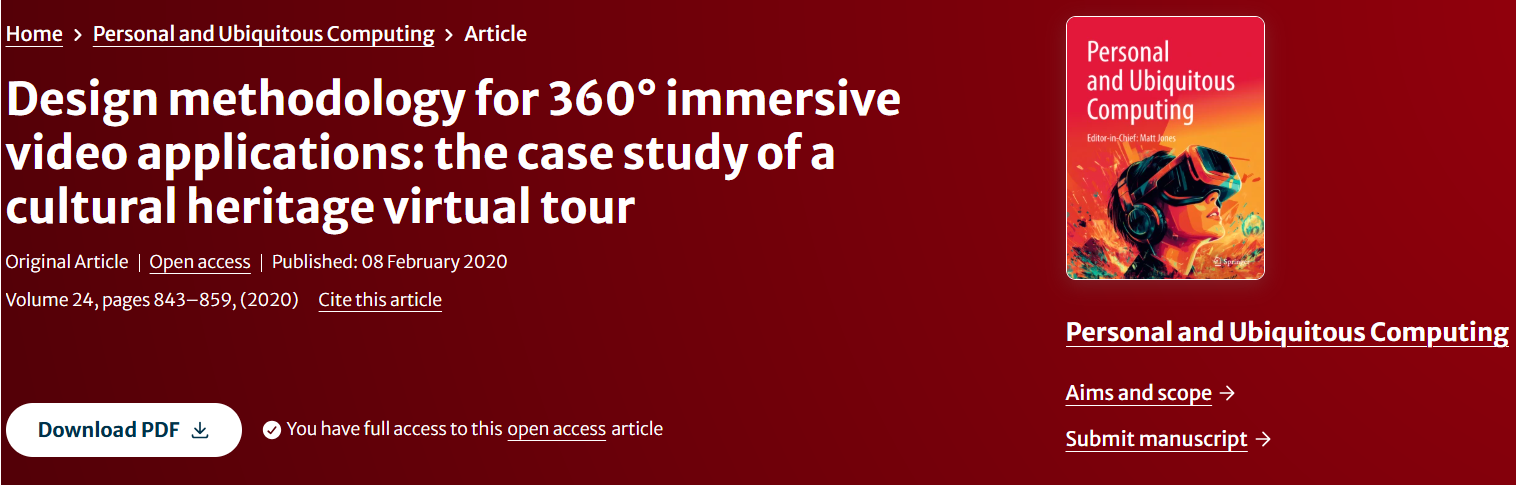 Home > Personal and Ubiquitous Computing > Article
Design methodology for 360° immersive
video applications: the case study of a
cultural heritage virtual tour
Original Article | Open access | Published: 08 February 2020
Volume 24, pages 843–859, (2020) Cite this article
Download PDF
You have full access to this open access article
Personal
and Ubiquitous
Computing
Editor-in-Chief: Matt Jones
Springer
Personal and Ubiquitous Computing
Aims and scope →
Submit manuscript →